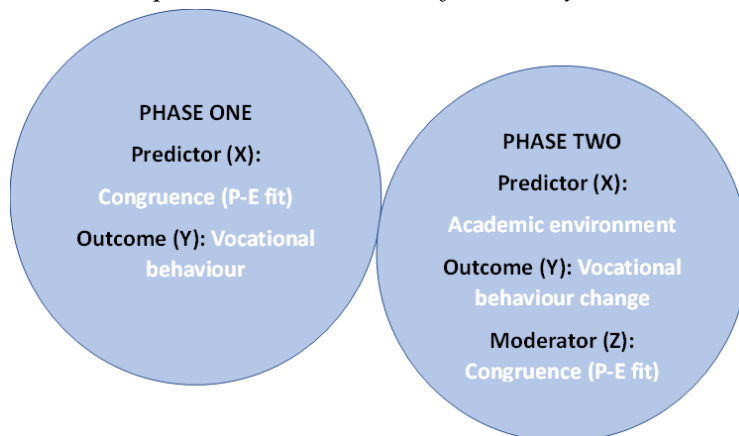 PHASE ONE
Predictor (X):
Congruence (P-E fit)
Outcome (Y): Vocational
behaviour
PHASE TWO
Predictor (X):
Academic environment
Outcome (Y): Vocational
behaviour change
Moderator (Z):
Congruence (P-E fit)